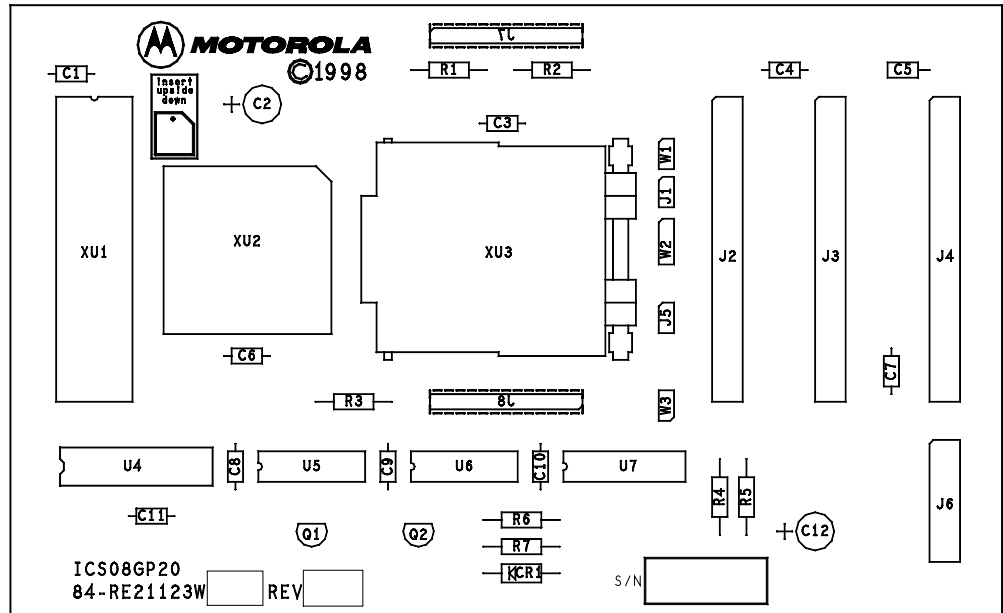 J7
MOTOROLA
©1998
R1
R2
C1
C4
C5
Insert
upside
down
C2
C3
W1
J1
XU1
XU2
XU3
W2
J2
J3
J4
J5
C6
C7
R3
J8
W3
U4
C8
U5
C9
U6
C10
U7
R4
R5
J6
C11
Q1
Q2
R6
C12
R7
CR1
ICS08GP20
84-RE21123W
REV
S/N